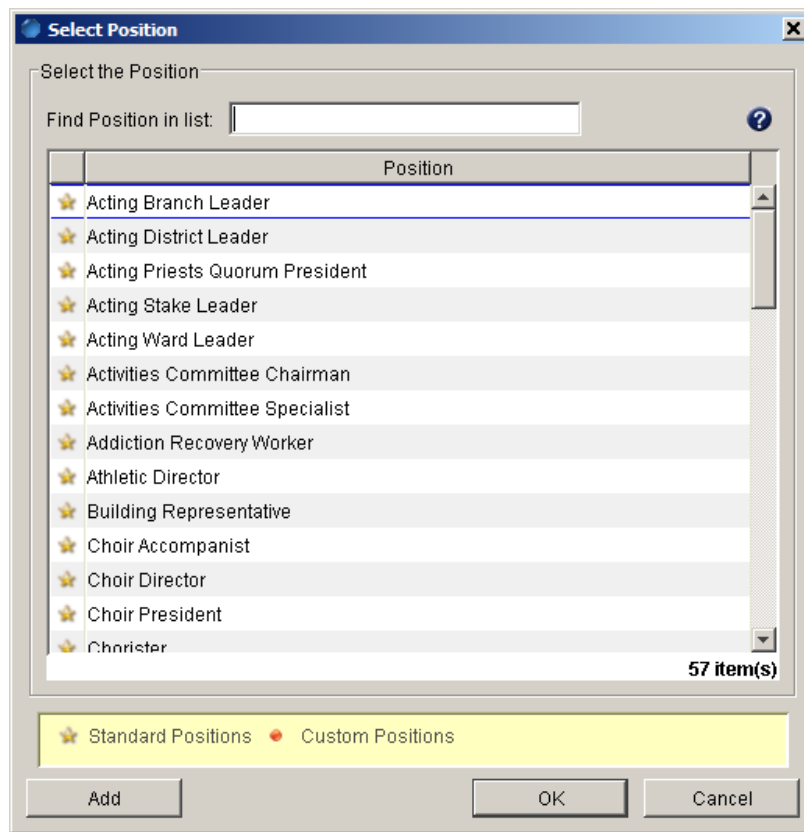 Select Position
Select the Position
Find Position in list:
Position
Acting Branch Leader
Acting District Leader
Acting Priests Quorum President
Acting Stake Leader
Acting Ward Leader
Activities Committee Chairman
Activities Committee Specialist
Addiction Recovery Worker
Athletic Director
Building Representative
Choir Accompanist
Choir Director
Choir President
Chorister
57 item(s)
Standard Positions Custom Positions
Add OK Cancel